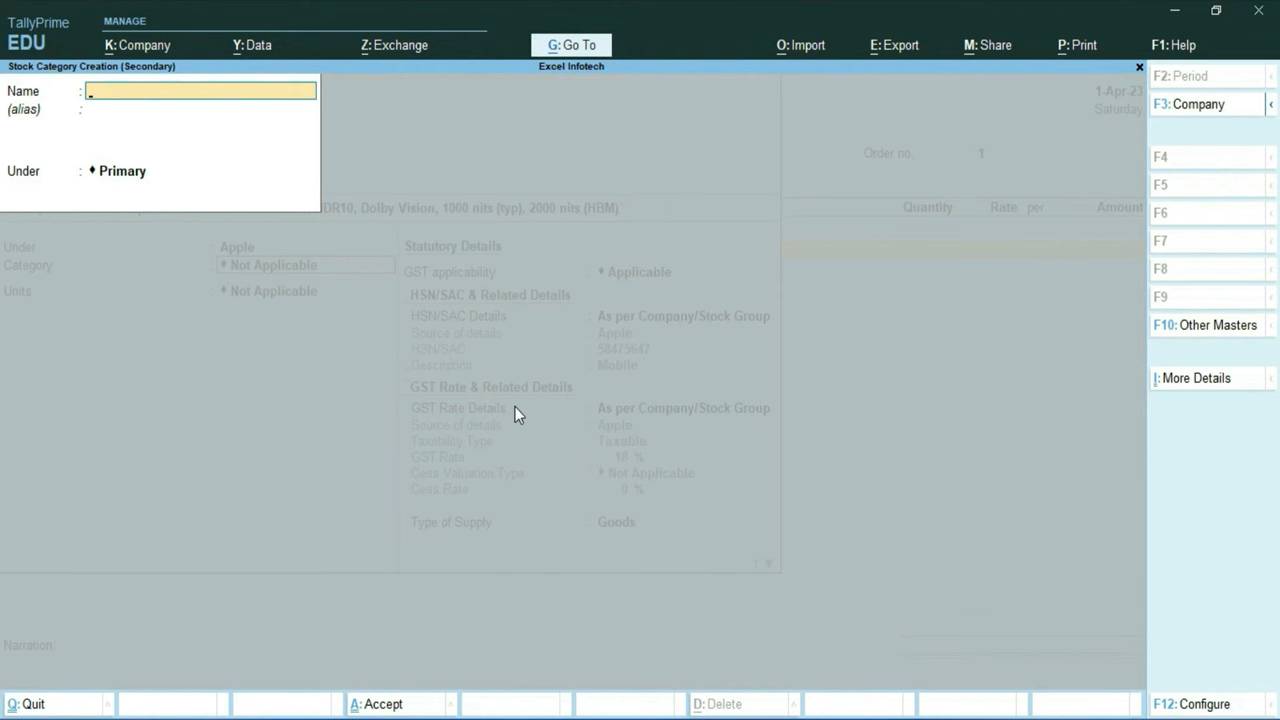 TallyPrime
EDU
MANAGE
K: Company
Y: Data
Z: Exchange
G: Go To
O: Import
E: Export
M: Share
P: Print
F1: Help
Stock Category Creation (Secondary)
Excel Infotech
Name :
(alias) :
Under : ♦ Primary
1-Apr-23
Saturday
Order no. 1
DR10, Dolby Vision, 1000 nits (typ), 2000 nits (HBM)
Quantity Rate per Amount
Under : Apple
Category : ♦ Not Applicable
Units : ♦ Not Applicable
Statutory Details
GST applicability : ♦ Applicable
HSN/SAC & Related Details
HSN/SAC Details : As per Company/Stock Group
Source of details : Apple
HSN/SAC : 58475647
Description : Mobile
GST Rate & Related Details
GST Rate Details : As per Company/Stock Group
Source of details : Apple
Taxability Type : Taxable
GST Rate : 18 %
Cess Valuation Type : ♦ Not Applicable
Cess Rate : 0 %
Type of Supply : Goods
1 ▼
Narration:
F2: Period
F3: Company
F4
F5
F6
F7
F8
F9
F10: Other Masters
I: More Details
F12: Configure
Q: Quit
A: Accept
D: Delete